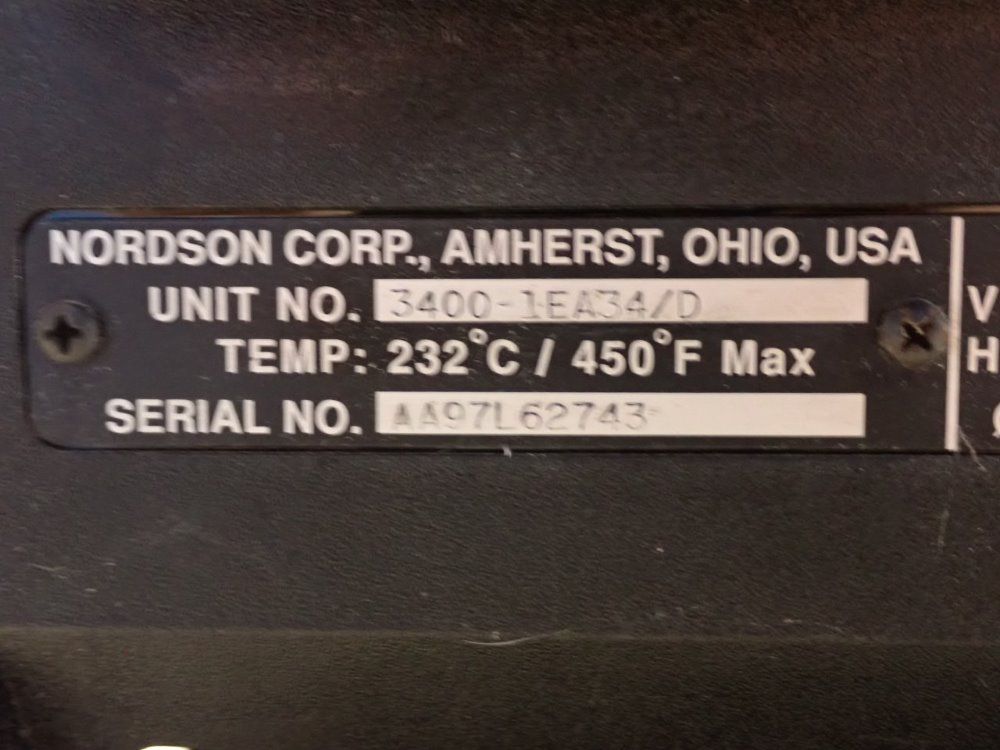 NORDSON CORP., AMHERST, OHIO, USA
UNIT NO. 3400-1EA34/D
TEMP: 232°C / 450°F Max
SERIAL NO. AA97L62743
V
H